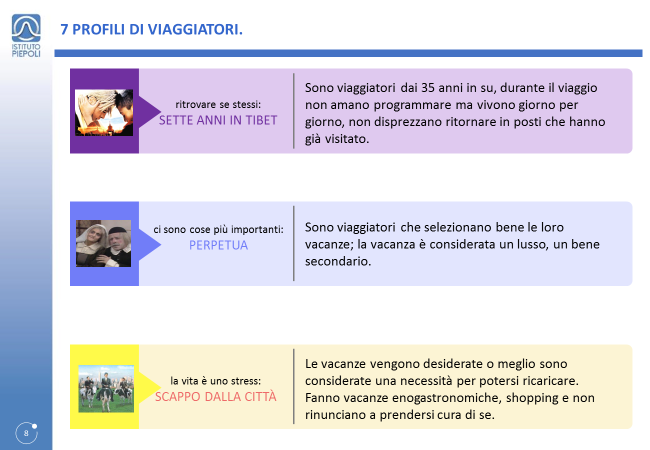 7 PROFILI DI VIAGGIATORI.
ISTITUTO
PIEPOLI
ritrovare se stessi:
SETTE ANNI IN TIBET
Sono viaggiatori dai 35 anni in su, durante il viaggio
non amano programmare ma vivono giorno per
giorno, non disprezzano ritornare in posti che hanno
già visitato.
ci sono cose più importanti:
PERPETUA
Sono viaggiatori che selezionano bene le loro
vacanze; la vacanza è considerata un lusso, un bene
secondario.
la vita è uno stress:
SCAPPO DALLA CITTÀ
Le vacanze vengono desiderate o meglio sono
considerate una necessità per potersi ricaricare.
Fanno vacanze enogastronomiche, shopping e non
rinunciano a prendersi cura di se.
8